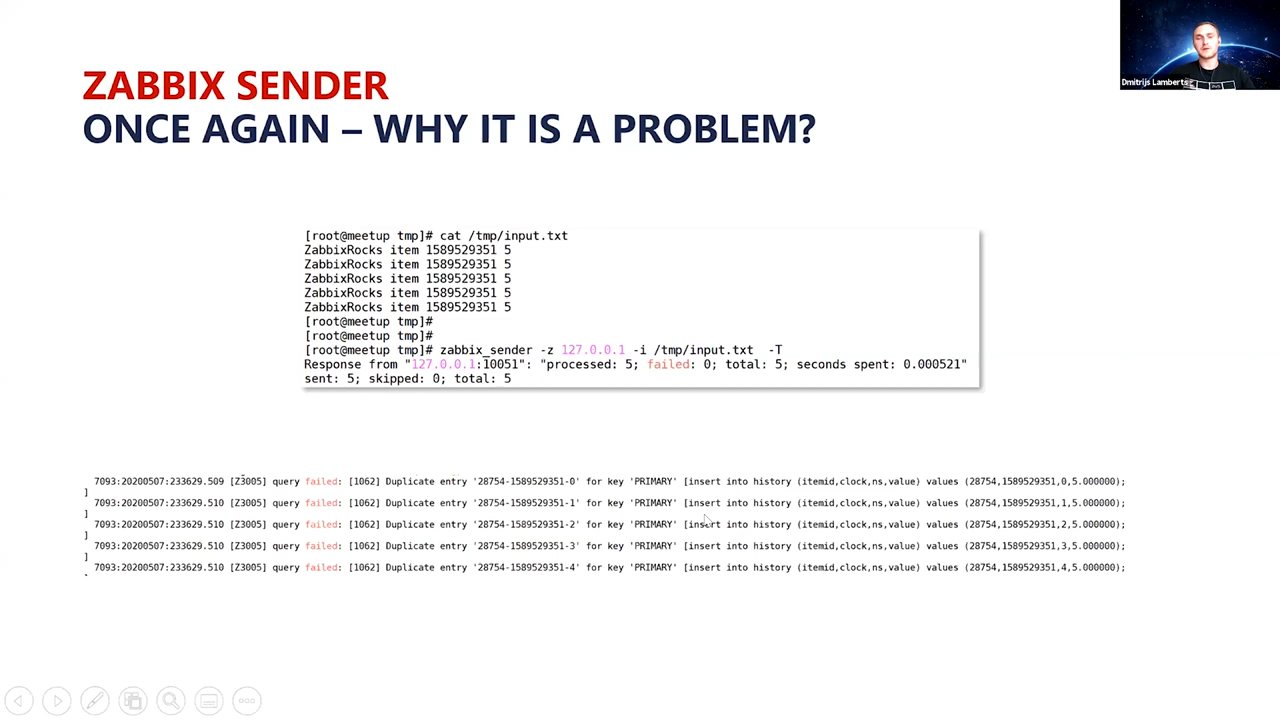 Dmitrijs Lamberts
ZABBIX SENDER
ONCE AGAIN – WHY IT IS A PROBLEM?
[root@meetup tmp]# cat /tmp/input.txt
ZabbixRocks item 1589529351 5
ZabbixRocks item 1589529351 5
ZabbixRocks item 1589529351 5
ZabbixRocks item 1589529351 5
ZabbixRocks item 1589529351 5
[root@meetup tmp]#
[root@meetup tmp]#
[root@meetup tmp]# zabbix_sender -z 127.0.0.1 -i /tmp/input.txt  -T
Response from "127.0.0.1:10051": "processed: 5; failed: 0; total: 5; seconds spent: 0.000521"
sent: 5; skipped: 0; total: 5
7093:20200507:233629.509 [Z3005] query failed: [1062] Duplicate entry '28754-1589529351-0' for key 'PRIMARY' [insert into history (itemid,clock,ns,value) values (28754,1589529351,0,5.000000);
]
7093:20200507:233629.510 [Z3005] query failed: [1062] Duplicate entry '28754-1589529351-1' for key 'PRIMARY' [insert into history (itemid,clock,ns,value) values (28754,1589529351,1,5.000000);
]
7093:20200507:233629.510 [Z3005] query failed: [1062] Duplicate entry '28754-1589529351-2' for key 'PRIMARY' [insert into history (itemid,clock,ns,value) values (28754,1589529351,2,5.000000);
]
7093:20200507:233629.510 [Z3005] query failed: [1062] Duplicate entry '28754-1589529351-3' for key 'PRIMARY' [insert into history (itemid,clock,ns,value) values (28754,1589529351,3,5.000000);
]
7093:20200507:233629.510 [Z3005] query failed: [1062] Duplicate entry '28754-1589529351-4' for key 'PRIMARY' [insert into history (itemid,clock,ns,value) values (28754,1589529351,4,5.000000);